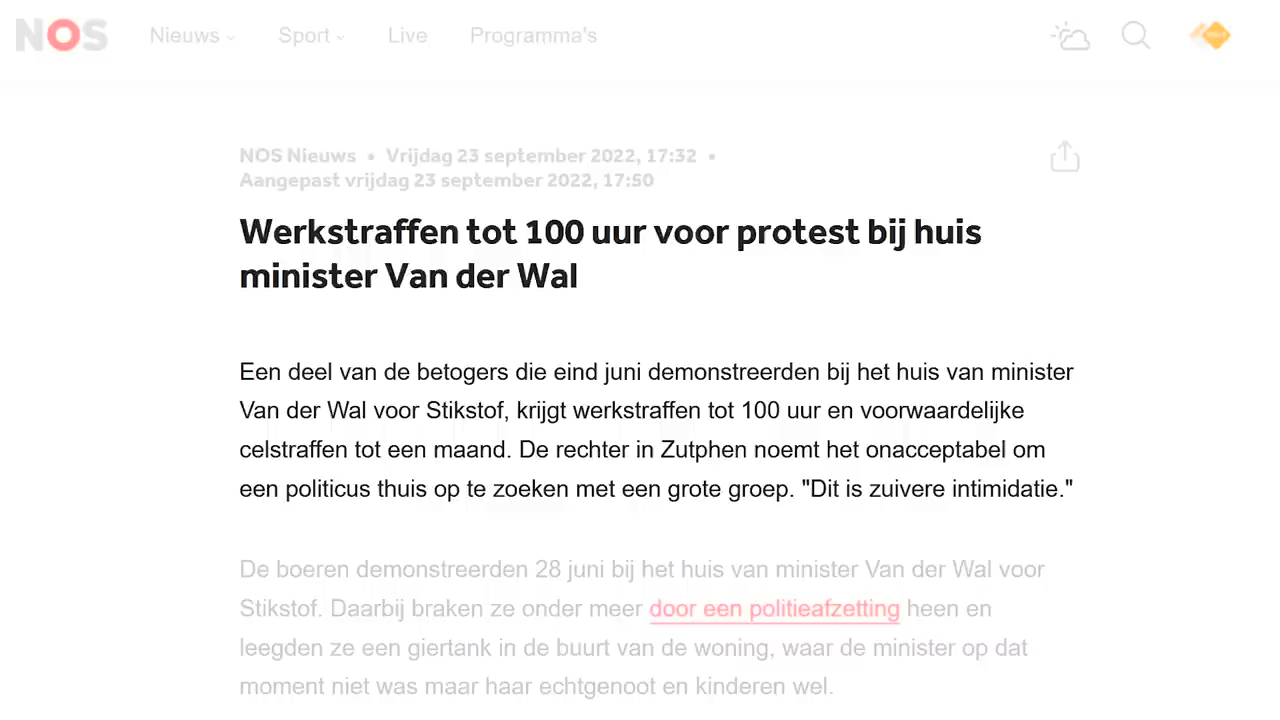 NOS Nieuws Sport Live Programma's
NOS Nieuws • Vrijdag 23 september 2022, 17:32 •
Aangepast vrijdag 23 september 2022, 17:50
Werkstraffen tot 100 uur voor protest bij huis
minister Van der Wal
Een deel van de betogers die eind juni demonstreerden bij het huis van minister
Van der Wal voor Stikstof, krijgt werkstraffen tot 100 uur en voorwaardelijke
celstraffen tot een maand. De rechter in Zutphen noemt het onacceptabel om
een politicus thuis op te zoeken met een grote groep. "Dit is zuivere intimidatie."
De boeren demonstreerden 28 juni bij het huis van minister Van der Wal voor
Stikstof. Daarbij braken ze onder meer door een politieafzetting heen en
leegden ze een giertank in de buurt van de woning, waar de minister op dat
moment niet was maar haar echtgenoot en kinderen wel.